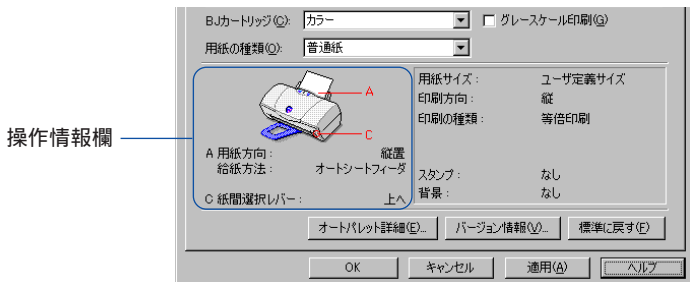 BJカートリッジ(C): カラー グレースケール印刷(G)
用紙の種類(O): 普通紙
操作情報欄
A
C
A 用紙方向: 縦置
給紙方法: オートシートフィーダ
C 紙間選択レバー: 上へ
用紙サイズ: ユーザ定義サイズ
印刷方向: 縦
印刷の種類: 等倍印刷
スタンプ: なし
背景: なし
オートパレット詳細(E)... バージョン情報(V)... 標準に戻す(F)
OK キャンセル 適用(A) ヘルプ